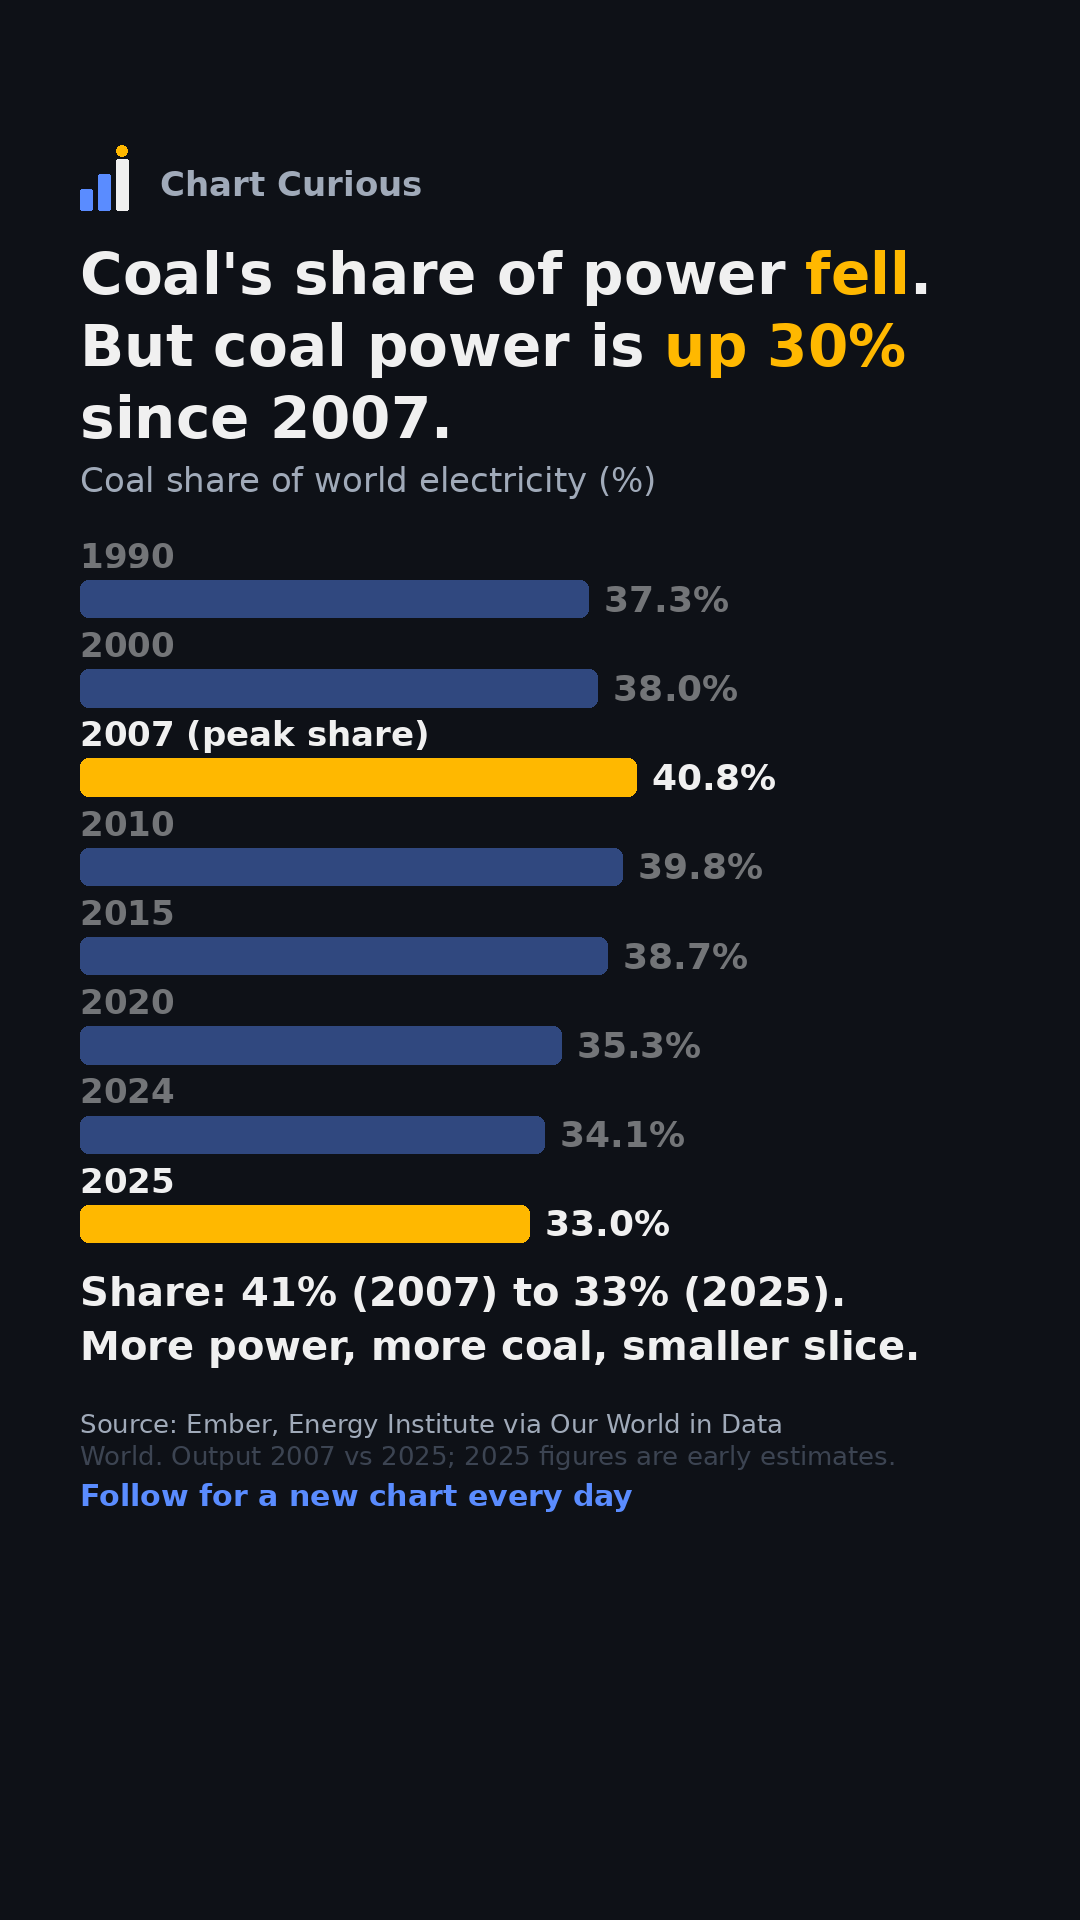 Chart Curious
Coal's share of power fell.
But coal power is up 30%
since 2007.
Coal share of world electricity (%)
1990
37.3%
2000
38.0%
2007 (peak share)
40.8%
2010
39.8%
2015
38.7%
2020
35.3%
2024
34.1%
2025
33.0%
Share: 41% (2007) to 33% (2025).
More power, more coal, smaller slice.
Source: Ember, Energy Institute via Our World in Data
World. Output 2007 vs 2025; 2025 figures are early estimates.
Follow for a new chart every day